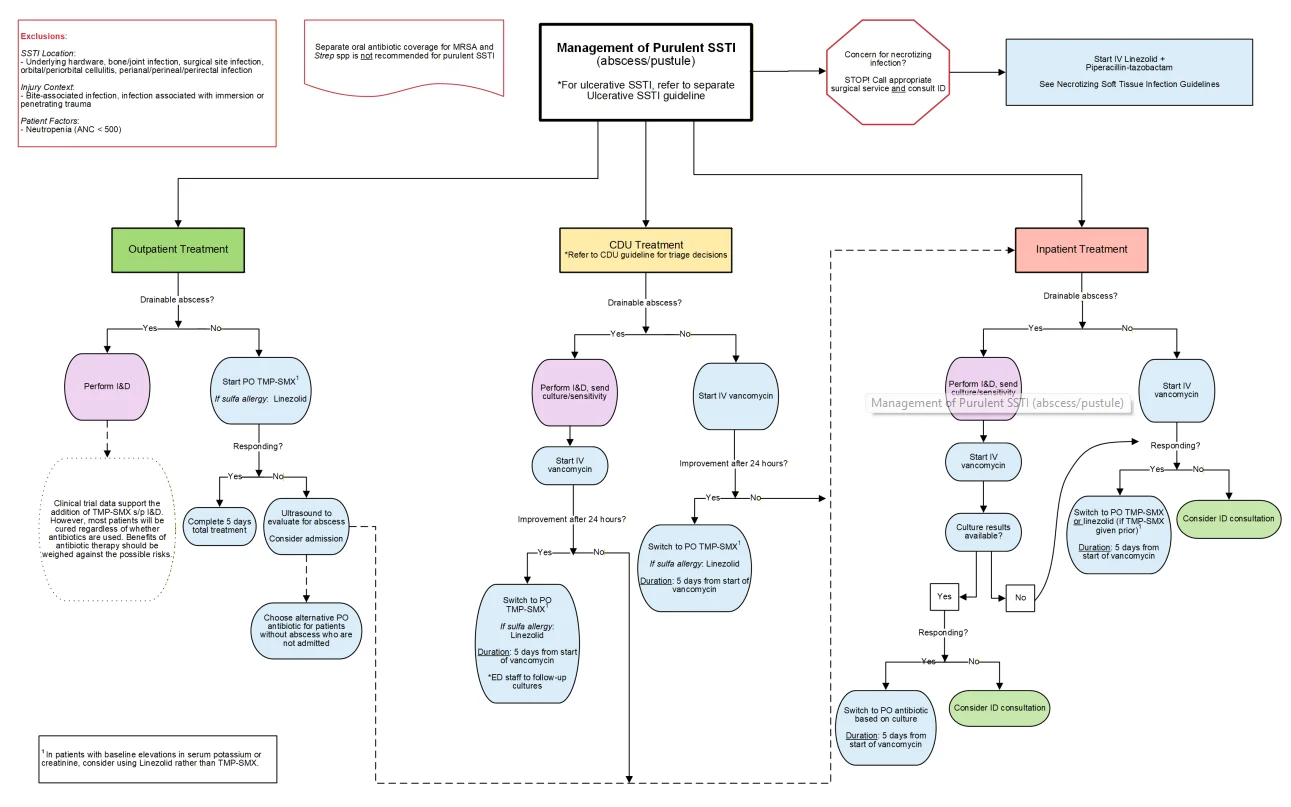 Exclusions:
SSTI Location:
- Underlying hardware, bone/joint infection, surgical site infection,
orbital/periorbital cellulitis, perianal/perineal/perirectal infection
Injury Context:
- Bite-associated infection, infection associated with immersion or
penetrating trauma
Patient Factors:
- Neutropenia (ANC < 500)
Separate oral antibiotic coverage for MRSA and
Strep spp is not recommended for purulent SSTI
Management of Purulent SSTI
(abscess/pustule)
*For ulcerative SSTI, refer to separate
Ulcerative SSTI guideline
Concern for necrotizing
infection?
STOP! Call appropriate
surgical service and consult ID
Start IV Linezolid +
Piperacillin-tazobactam
See Necrotizing Soft Tissue Infection Guidelines
Outpatient Treatment
Drainable abscess?
Yes
No
Perform I&D
Start PO TMP-SMX1
If sulfa allergy: Linezolid
Responding?
Yes
No
Clinical trial data support the
addition of TMP-SMX s/p I&D.
However, most patients will be
cured regardless of whether
antibiotics are used. Benefits of
antibiotic therapy should be
weighed against the possible risks.
Complete 5 days
total treatment
Ultrasound to
evaluate for abscess
Consider admission
Choose alternative PO
antibiotic for patients
without abscess who are
not admitted
CDU Treatment
*Refer to CDU guideline for triage decisions
Drainable abscess?
Yes
No
Perform I&D, send
culture/sensitivity
Start IV vancomycin
Start IV
vancomycin
Improvement after 24 hours?
Yes
No
Improvement after 24 hours?
Yes
No
Switch to PO
TMP-SMX1
If sulfa allergy:
Linezolid
Duration: 5 days from start
of vancomycin
*ED staff to follow-up
cultures
Switch to PO TMP-SMX1
If sulfa allergy: Linezolid
Duration: 5 days from start of
vancomycin
Inpatient Treatment
Drainable abscess?
Yes
No
Perform I&D, send
culture/sensitivity
Management of Purulent SSTI (abscess/pustule)
Start IV
vancomycin
Start IV
vancomycin
Culture results
available?
Yes
No
Responding?
Yes
No
Switch to PO antibiotic
based on culture
Duration: 5 days from
start of vancomycin
Consider ID consultation
Responding?
Yes
No
Switch to PO TMP-SMX
or linezolid (if TMP-SMX
given prior)1
Duration: 5 days from
start of vancomycin
Consider ID consultation
1 In patients with baseline elevations in serum potassium or
creatinine, consider using Linezolid rather than TMP-SMX.